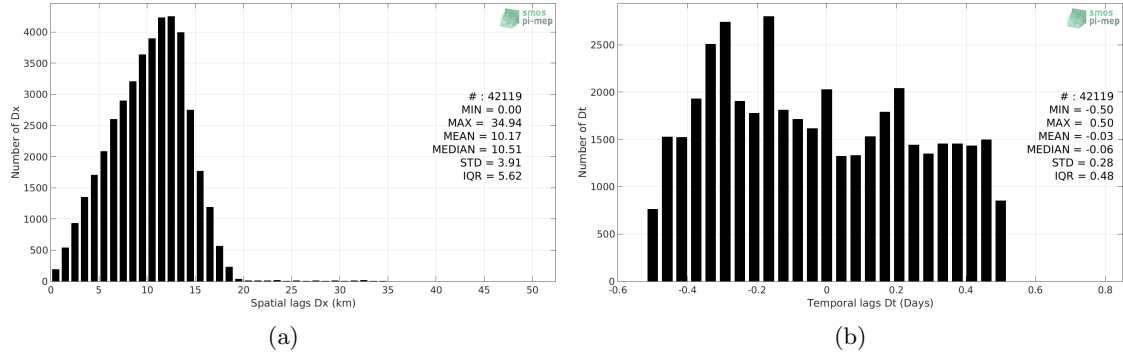 smos
pi-mep
4000
3500
3000
2500
2000
1500
1000
500
0
Number of Dx
# : 42119
MIN = 0.00
MAX = 34.94
MEAN = 10.17
MEDIAN = 10.51
STD = 3.91
IQR = 5.62
0 5 10 15 20 25 30 35 40 45 50
Spatial lags Dx (km)
(a)
smos
pi-mep
2500
2000
1500
1000
500
0
Number of Dt
# : 42119
MIN = -0.50
MAX = 0.50
MEAN = -0.03
MEDIAN = -0.06
STD = 0.28
IQR = 0.48
-0.6 -0.4 -0.2 0 0.2 0.4 0.6 0.8
Temporal lags Dt (Days)
(b)